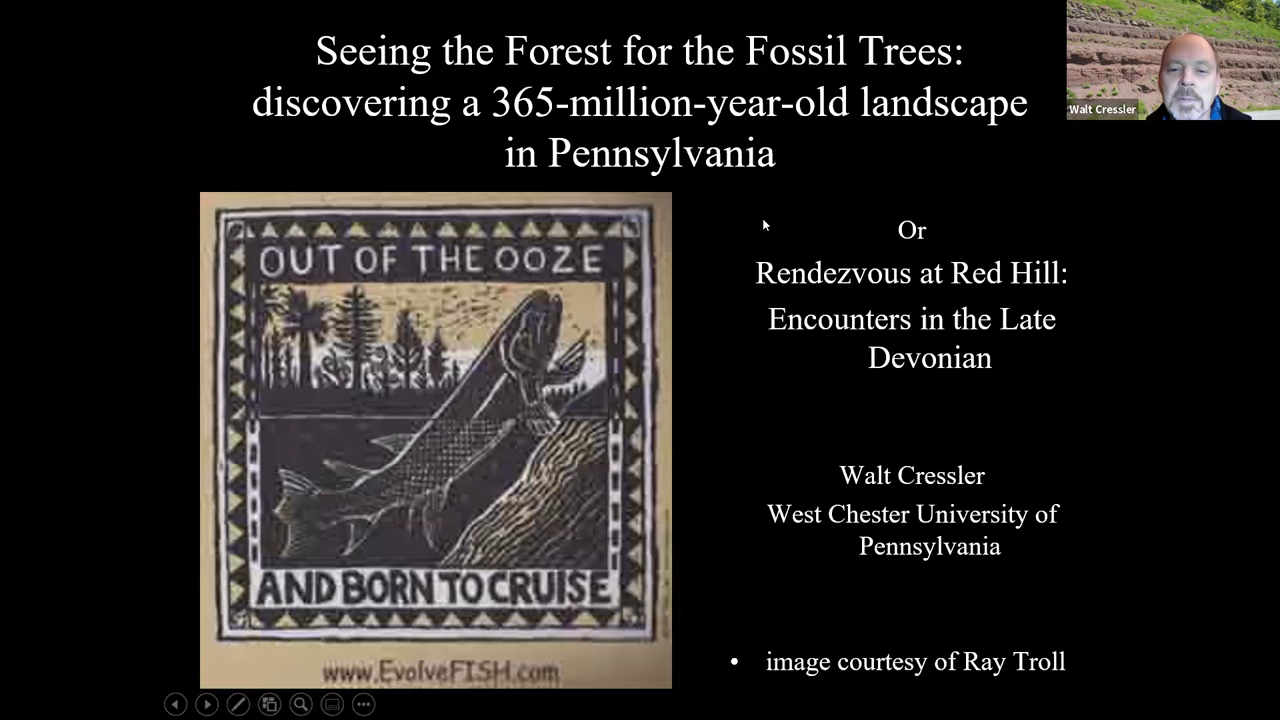 Seeing the Forest for the Fossil Trees:
discovering a 365-million-year-old landscape
in Pennsylvania
Walt Cressler
OUT OF THE OOZE
AND BORN TO CRUISE
www.EvolveFISH.com
Or
Rendezvous at Red Hill:
Encounters in the Late
Devonian
Walt Cressler
West Chester University of
Pennsylvania
• image courtesy of Ray Troll